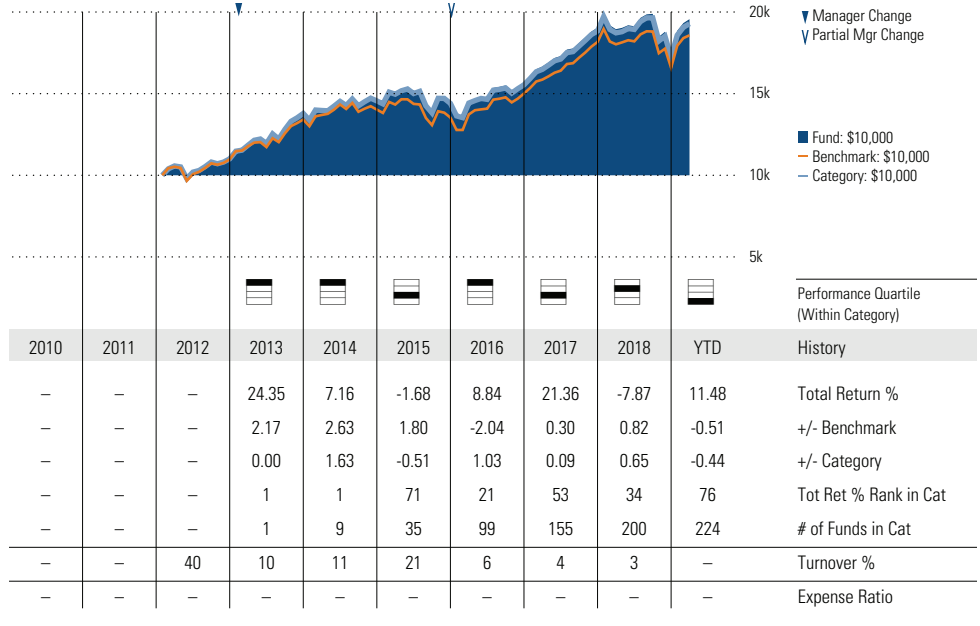 20k
15k
10k
5k
Manager Change
Partial Mgr Change
Fund: $10,000
Benchmark: $10,000
Category: $10,000
Performance Quartile
(Within Category)
2010 2011 2012 2013 2014 2015 2016 2017 2018 YTD History
– – – 24.35 7.16 -1.68 8.84 21.36 -7.87 11.48 Total Return %
– – – 2.17 2.63 1.80 -2.04 0.30 0.82 -0.51 +/- Benchmark
– – – 0.00 1.63 -0.51 1.03 0.09 0.65 -0.44 +/- Category
– – – 1 1 71 21 53 34 76 Tot Ret % Rank in Cat
– – – 1 9 35 99 155 200 224 # of Funds in Cat
– – 40 10 11 21 6 4 3 – Turnover %
– – – – – – – – – – Expense Ratio